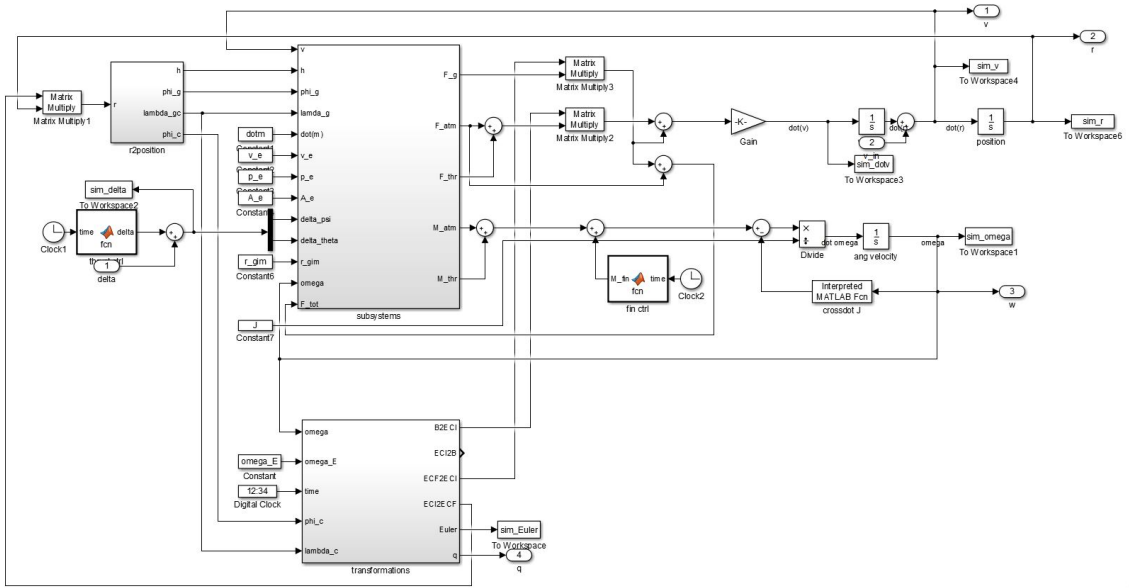 1
v
2
r
sim_v
To Workspace4
sim_r
To Workspace6
Matrix
Multiply
Matrix Multiply1
r
h
phi_g
lambda_gc
phi_c
r2position
v
h
phi_g
lamda_g
dot(m)
v_e
p_e
A_e
delta_psi
delta_theta
r_gim
omega
F_tot
F_g
F_atm
F_thr
M_atm
M_thr
subsystems
dotm
v_e
p_e
A_e
r_gim
Constant6
J
Constant7
sim_delta
To Workspace2
Clock1
time
fcn
delta
1
delta
Matrix
Multiply
Matrix Multiply3
Matrix
Multiply
Matrix Multiply2
-K-
Gain
dot(v)
1
s
2
v_in
sim_dotv
To Workspace3
dot(r)
1
s
position
M_fin
fcn
time
fin ctrl
Clock2
Divide
dot omega
1
s
ang velocity
omega
sim_omega
To Workspace1
Interpreted
MATLAB Fcn
crossdot J
3
w
omega
omega_E
time
phi_c
lambda_c
B2ECI
ECI2B
ECF2ECI
ECI2ECF
Euler
q
transformations
omega_E
Constant
12:34
Digital Clock
sim_Euler
To Workspace
4
q